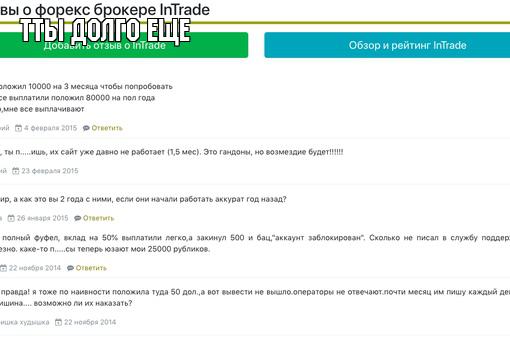 вы о форекс брокере InTrade
ТТЫ ДОЛГО ЕЩЕ
Добавить отзыв о InTrade
Обзор и рейтинг InTrade
оложил 10000 на 3 месяца чтобы попробовать
се выплатили положил 80000 на пол года
о,мне все выплачивают
рий 4 февраля 2015 Ответить
, ты п.....ишь, их сайт уже давно не работает (1,5 мес). Это гандоны, но возмездие будет!!!!!!
ий 23 февраля 2015
ир, а как это вы 2 года с ними, если они начали работать аккурат год назад?
а 26 января 2015 Ответить
полный фуфел, вклад на 50% выплатили легко,а закинул 500 и бац,"аккаунт заблокирован". Сколько не писал в службу поддер
езно. каке-то п.....сы теперь юзают мои 25000 рубликов.
22 ноября 2014 Ответить
правда! я тоже по наивности положила туда 50 дол.,а вот вывести не вышло.операторы не отвечают.почти месяц им пишу каждый де
ишина.... возможно ли их наказать?
ишка.худышка 22 ноября 2014